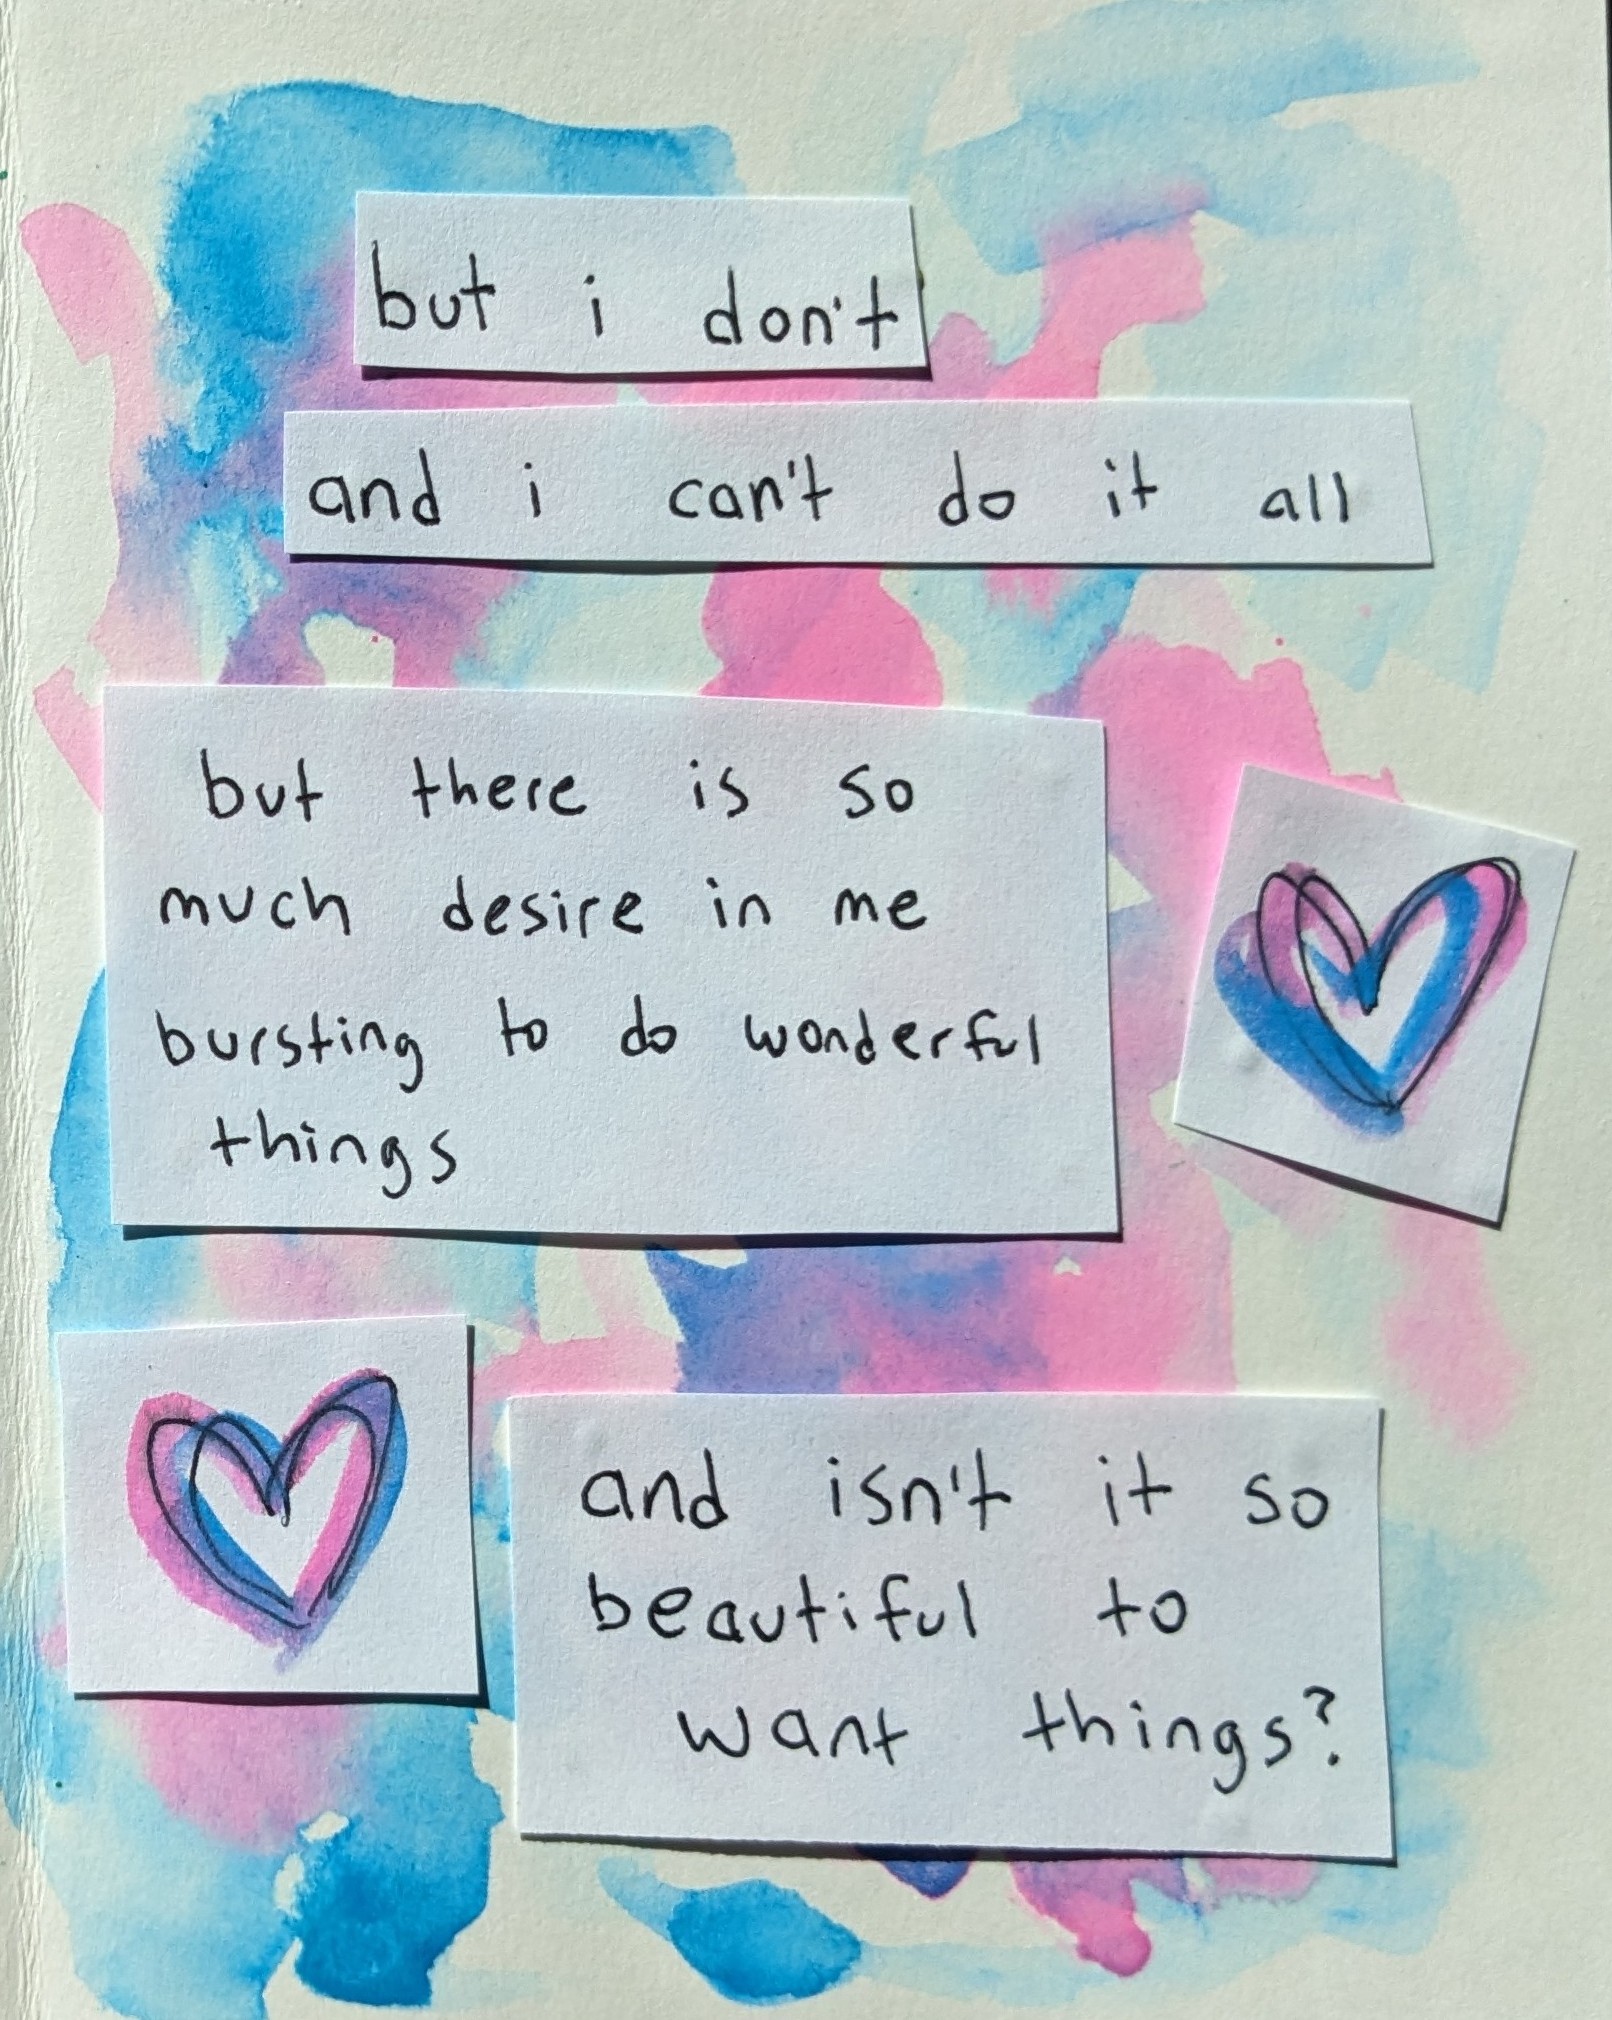 but i don't
and i can't do it all
but there is so
much desire in me
bursting to do wonderful
things
and isn't it so
beautiful to
want things?